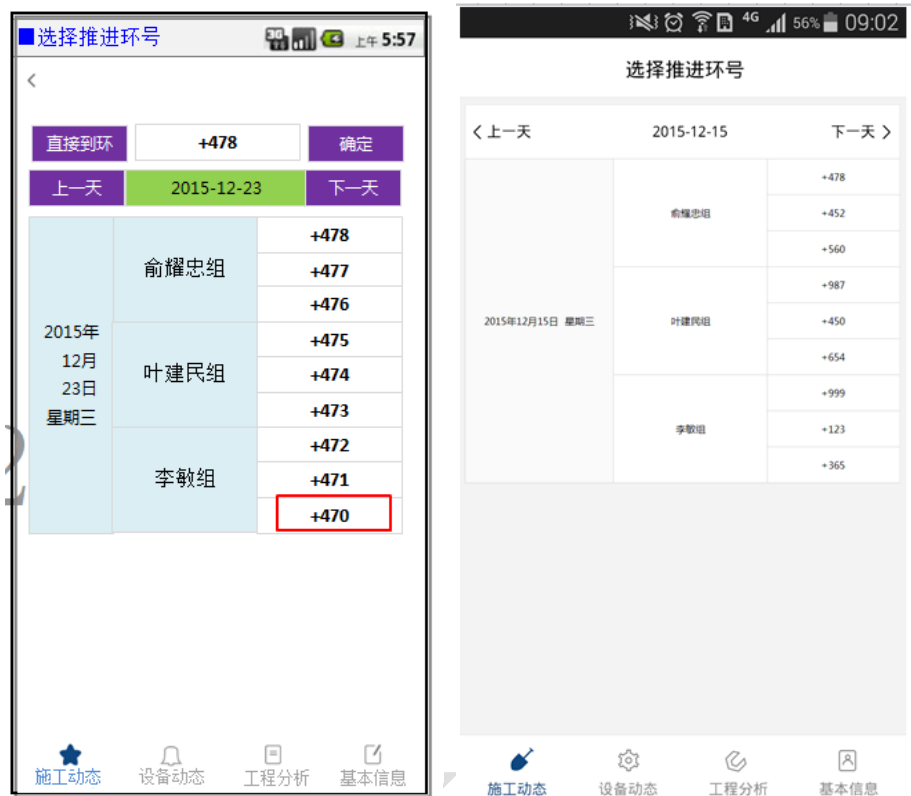 ■选择推进环号
3G
上午 5:57
直接到环
+478
确定
上一天
2015-12-23
下一天
俞耀忠组
+478
+477
+476
2015年
12月
23日
星期三
叶建民组
+475
+474
+473
李敏组
+472
+471
+470
施工动态
设备动态
工程分析
基本信息
2
4G
56%
09:02
选择推进环号
上一天
2015-12-15
下一天
2015年12月15日 星期三
俞耀忠组
+478
+452
+560
叶建民组
+987
+450
+654
李敏组
+999
+123
+365
施工动态
设备动态
工程分析
基本信息